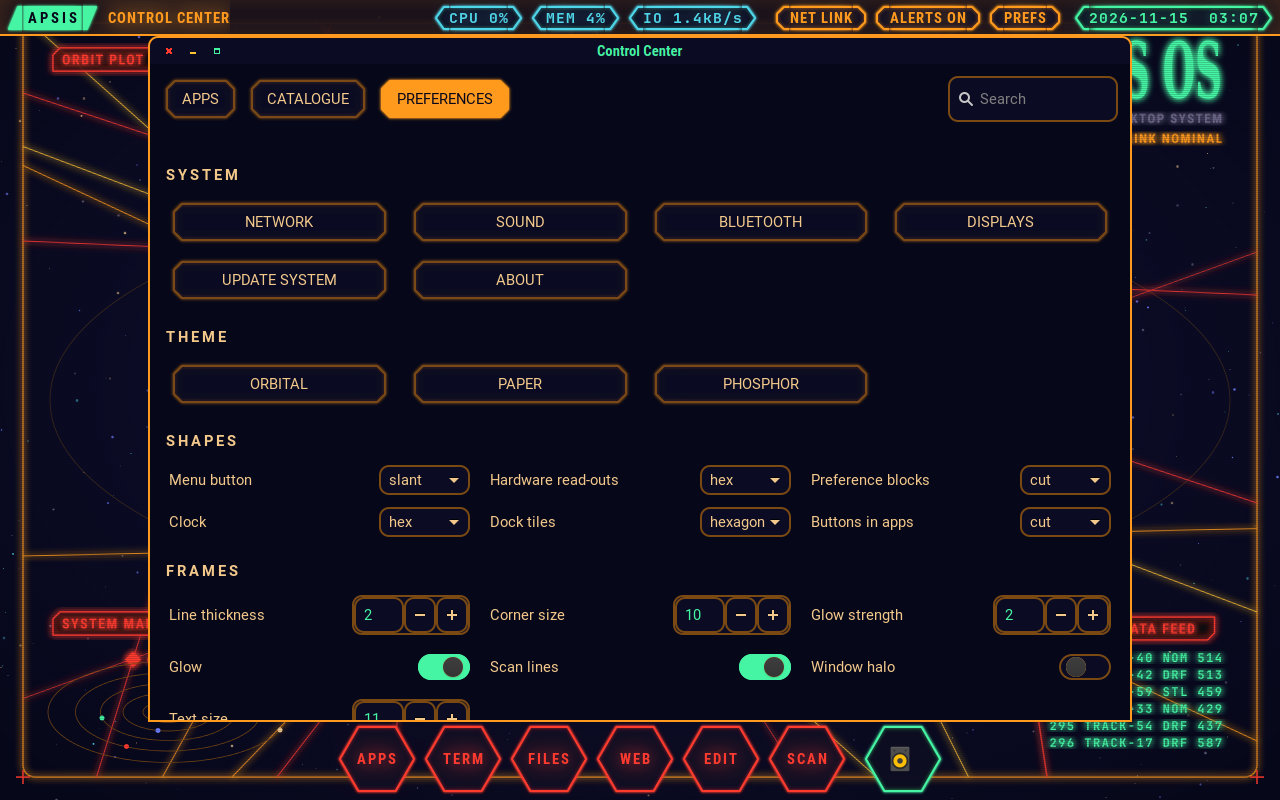 APSIS CONTROL CENTER CPU 0% MEM 4% IO 1.4kB/s NET LINK ALERTS ON PREFS 2026-11-15 03:07
Control Center
ORBIT PLOT
S OS
APPS CATALOGUE PREFERENCES Search
KTOP SYSTEM
INK NOMINAL
SYSTEM
NETWORK SOUND BLUETOOTH DISPLAYS
UPDATE SYSTEM ABOUT
THEME
ORBITAL PAPER PHOSPHOR
SHAPES
Menu button slant Hardware read-outs hex Preference blocks cut
Clock hex Dock tiles hexagon Buttons in apps cut
FRAMES
Line thickness 2 − + Corner size 10 − + Glow strength 2 − +
SYSTEM MA
ATA FEED
Glow Scan lines Window halo
-40 NOM 514
-42 DRF 513
-59 STL 459
-33 NOM 429
Text size 11 − +
295 TRACK-54 DRF 437
296 TRACK-17 DRF 587
APPS TERM FILES WEB EDIT SCAN